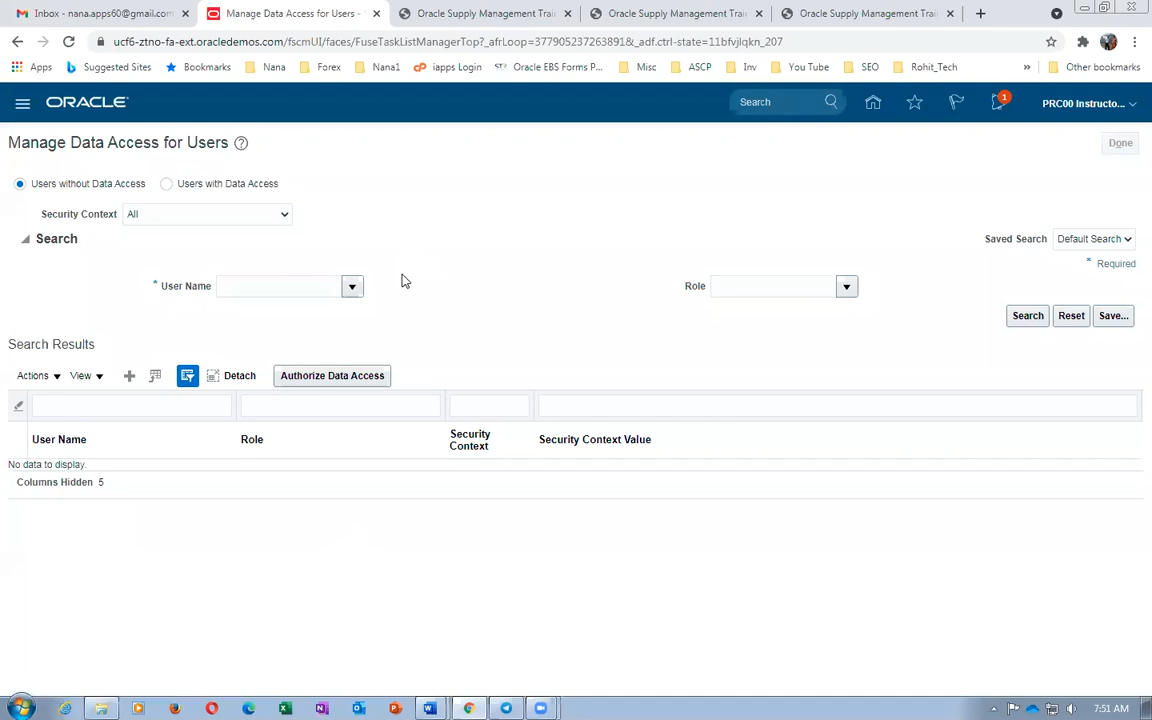 Inbox - nana.apps60@gmail.com
Manage Data Access for Users -
Oracle Supply Management Trai
Oracle Supply Management Trai
Oracle Supply Management Trai
ucf6-ztno-fa-ext.oracledemos.com/fscmUI/faces/FuseTaskListManagerTop?_afrLoop=377905237263891&_adf.ctrl-state=11bfvjlqkn_207
Apps Suggested Sites Bookmarks Nana Forex Nana1 iapps Login Oracle EBS Forms P... Misc ASCP Inv You Tube SEO Rohit_Tech » Other bookmarks
ORACLE Search 1 PRC00 Instructo...
Manage Data Access for Users ? Done
Users without Data Access Users with Data Access
Security Context All
Search Saved Search Default Search
* Required
* User Name Role
Search Reset Save...
Search Results
Actions View Detach Authorize Data Access
User Name Role Security Context Security Context Value
No data to display.
Columns Hidden 5
7:51 AM